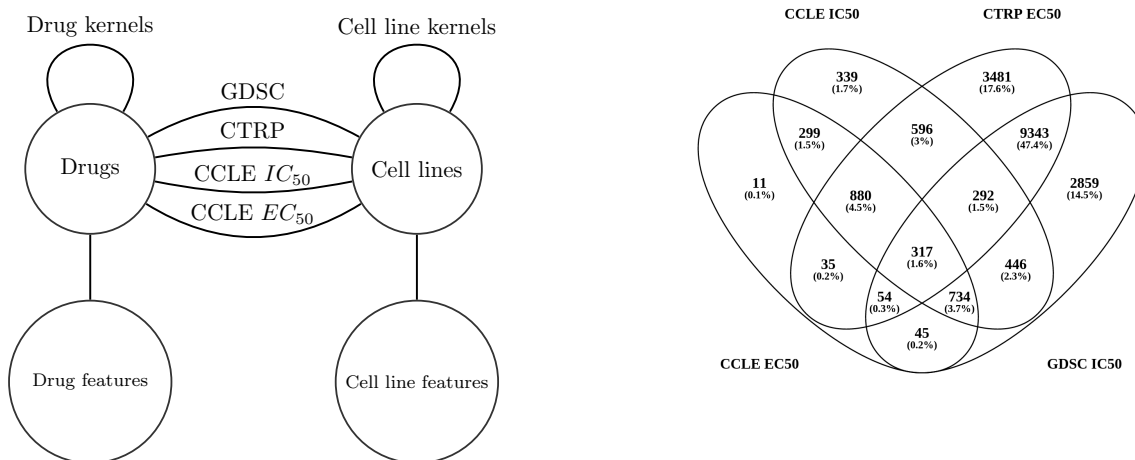 Drug kernels
Cell line kernels
GDSC
CTRP
CCLE IC50
CCLE EC50
Drugs
Cell lines
Drug features
Cell line features
CCLE IC50
CTRP EC50
339
(1.7%)
3481
(17.6%)
299
(1.5%)
596
(3%)
9343
(47.4%)
11
(0.1%)
880
(4.5%)
292
(1.5%)
2859
(14.5%)
35
(0.2%)
317
(1.6%)
446
(2.3%)
54
(0.3%)
734
(3.7%)
45
(0.2%)
CCLE EC50
GDSC IC50